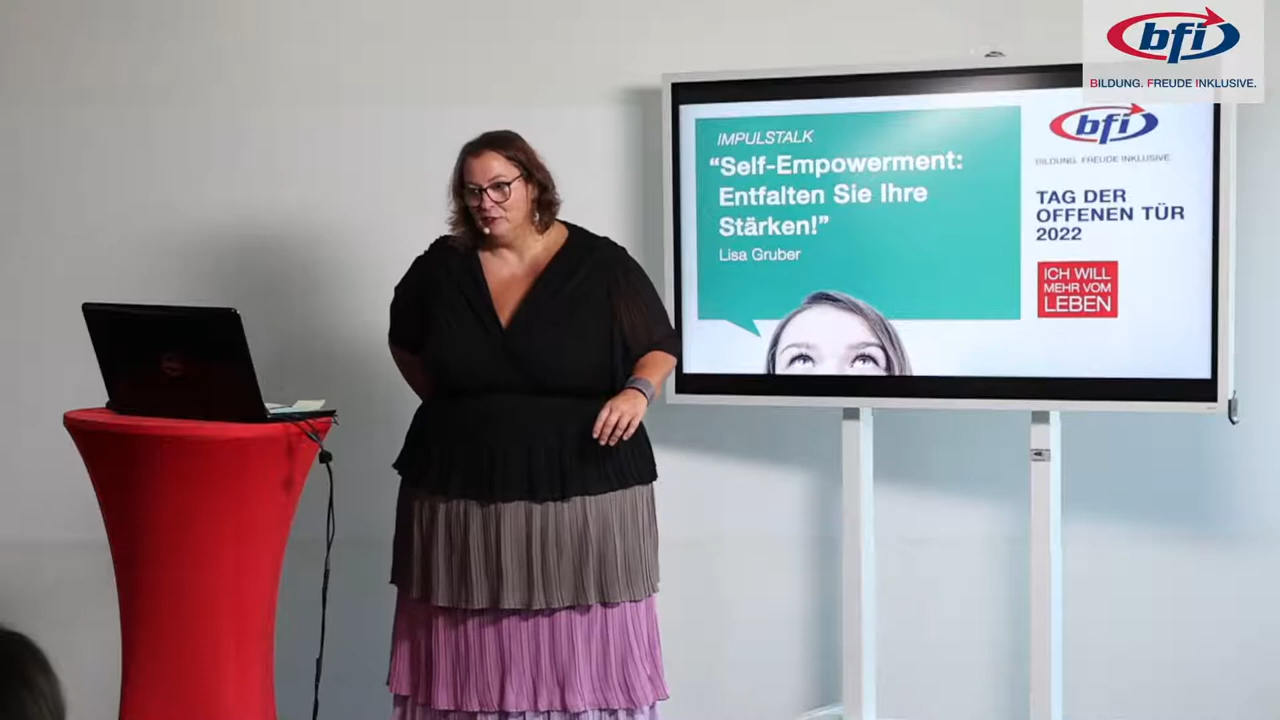 bfi
BILDUNG. FREUDE INKLUSIVE.
IMPULSTALK
“Self-Empowerment:
Entfalten Sie Ihre
Stärken!”
Lisa Gruber
bfi
BILDUNG. FREUDE INKLUSIVE.
TAG DER
OFFENEN TÜR
2022
ICH WILL
MEHR VOM
LEBEN